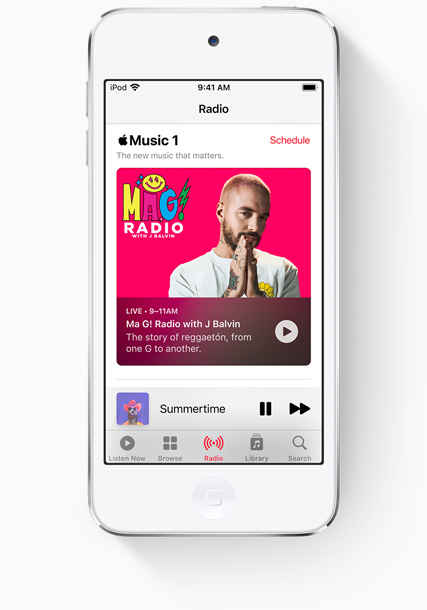 iPod 9:41 AM
Radio
Music 1 Schedule
The new music that matters.
MA G!
RADIO
WITH J BALVIN
LIVE • 9–11AM
Ma G! Radio with J Balvin
The story of reggaetón, from
one G to another.
Summertime
Listen Now Browse Radio Library Search